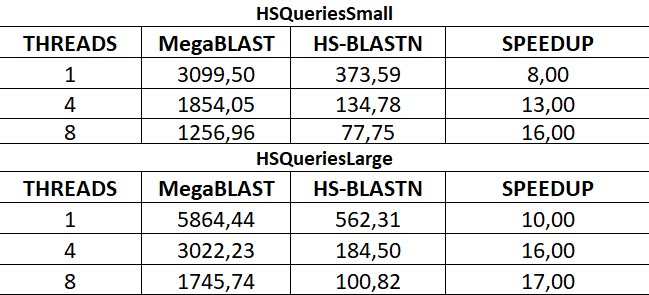 HSQueriesSmall
THREADS MegaBLAST HS-BLASTN SPEEDUP
1 3099,50 373,59 8,00
4 1854,05 134,78 13,00
8 1256,96 77,75 16,00
HSQueriesLarge
THREADS MegaBLAST HS-BLASTN SPEEDUP
1 5864,44 562,31 10,00
4 3022,23 184,50 16,00
8 1745,74 100,82 17,00